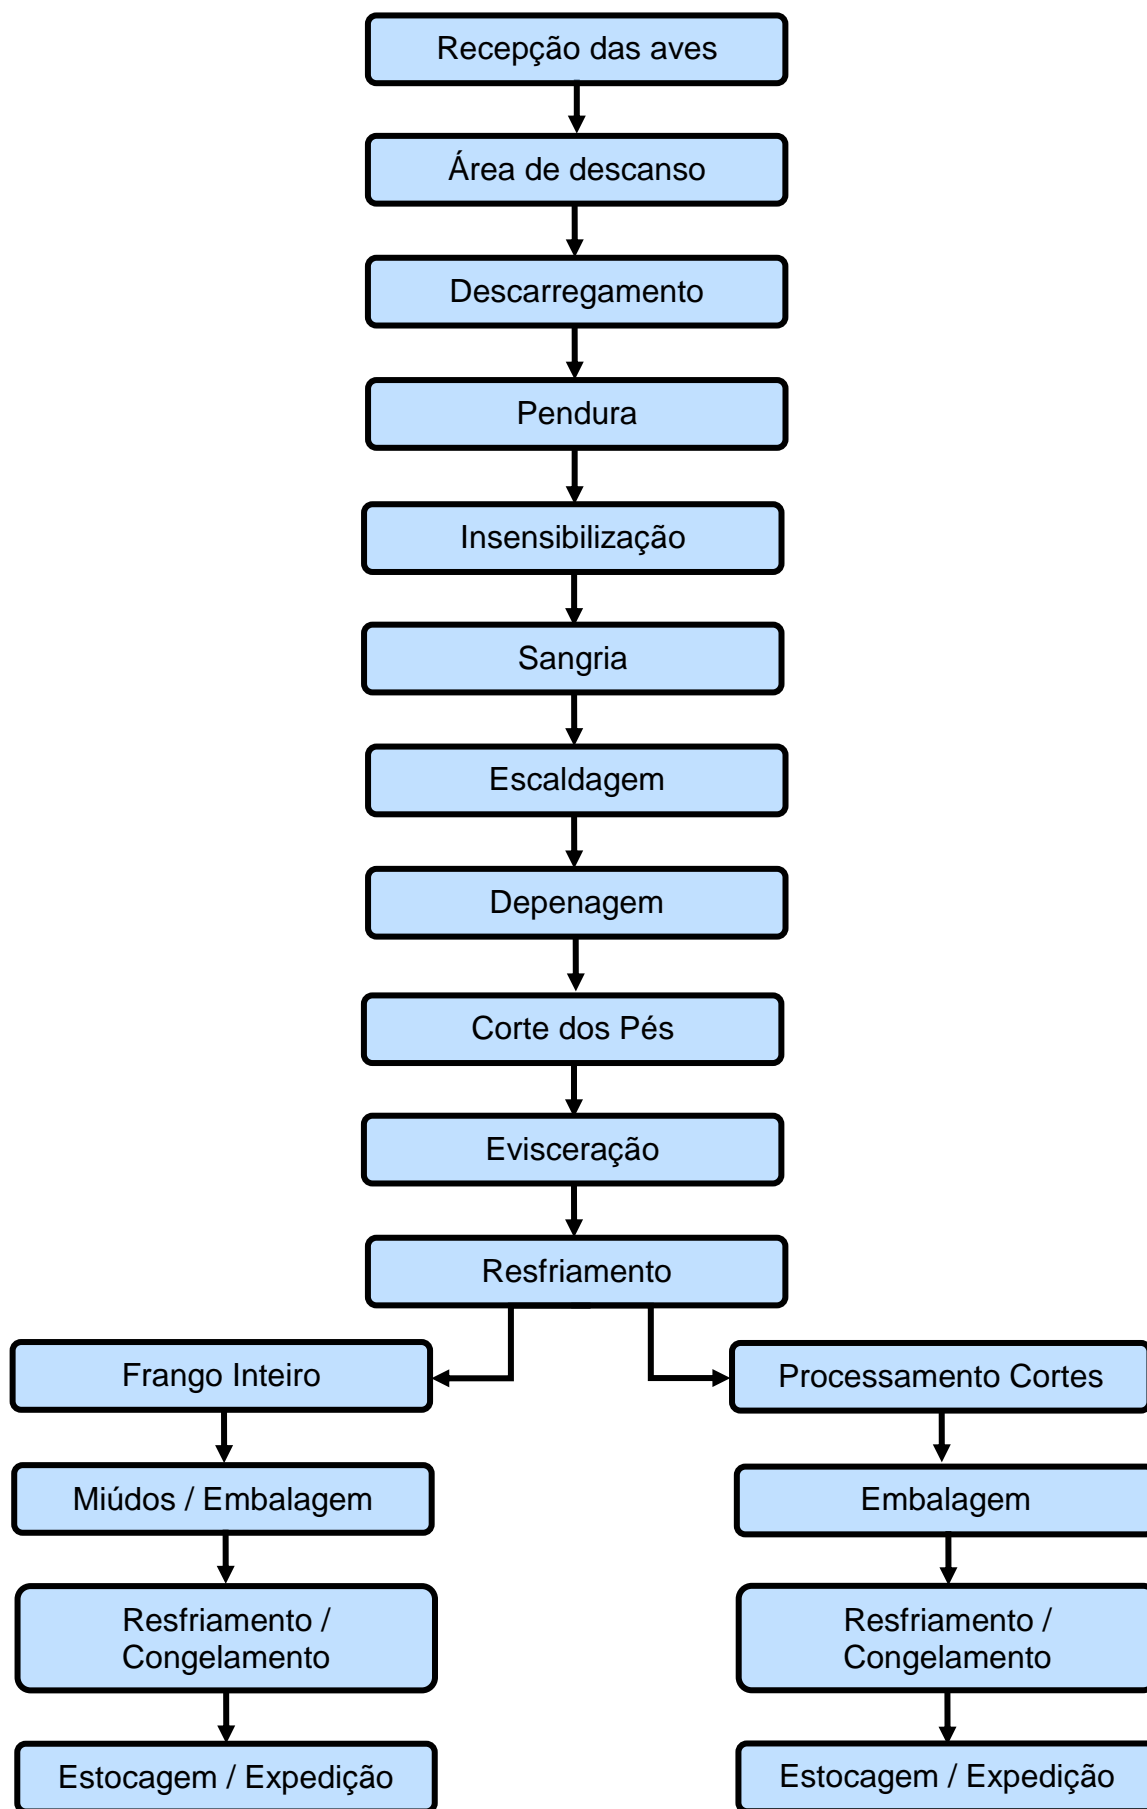 Recepção das aves
Área de descanso
Descarregamento
Pendura
Insensibilização
Sangria
Escaldagem
Depenagem
Corte dos Pés
Evisceração
Resfriamento
Frango Inteiro
Processamento Cortes
Miúdos / Embalagem
Embalagem
Resfriamento /
Congelamento
Resfriamento /
Congelamento
Estocagem / Expedição
Estocagem / Expedição